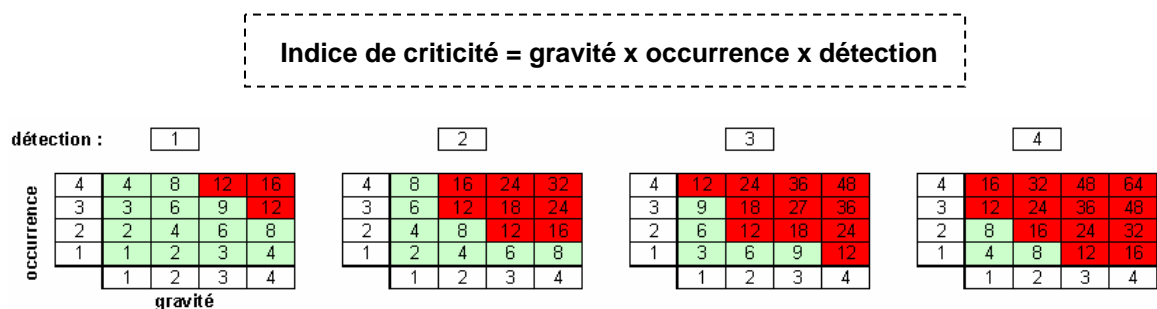 Indice de criticité = gravité x occurrence x détection
détection : 1 2 3 4
occurrence
4 4 8 12 16 4 8 16 24 32 4 12 24 36 48 4 16 32 48 64
3 3 6 9 12 3 6 12 18 24 3 9 18 27 36 3 12 24 36 48
2 2 4 6 8 2 4 8 12 16 2 6 12 18 24 2 8 16 24 32
1 1 2 3 4 1 2 4 6 8 1 3 6 9 12 1 4 8 12 16
1 2 3 4 1 2 3 4 1 2 3 4 1 2 3 4
gravité